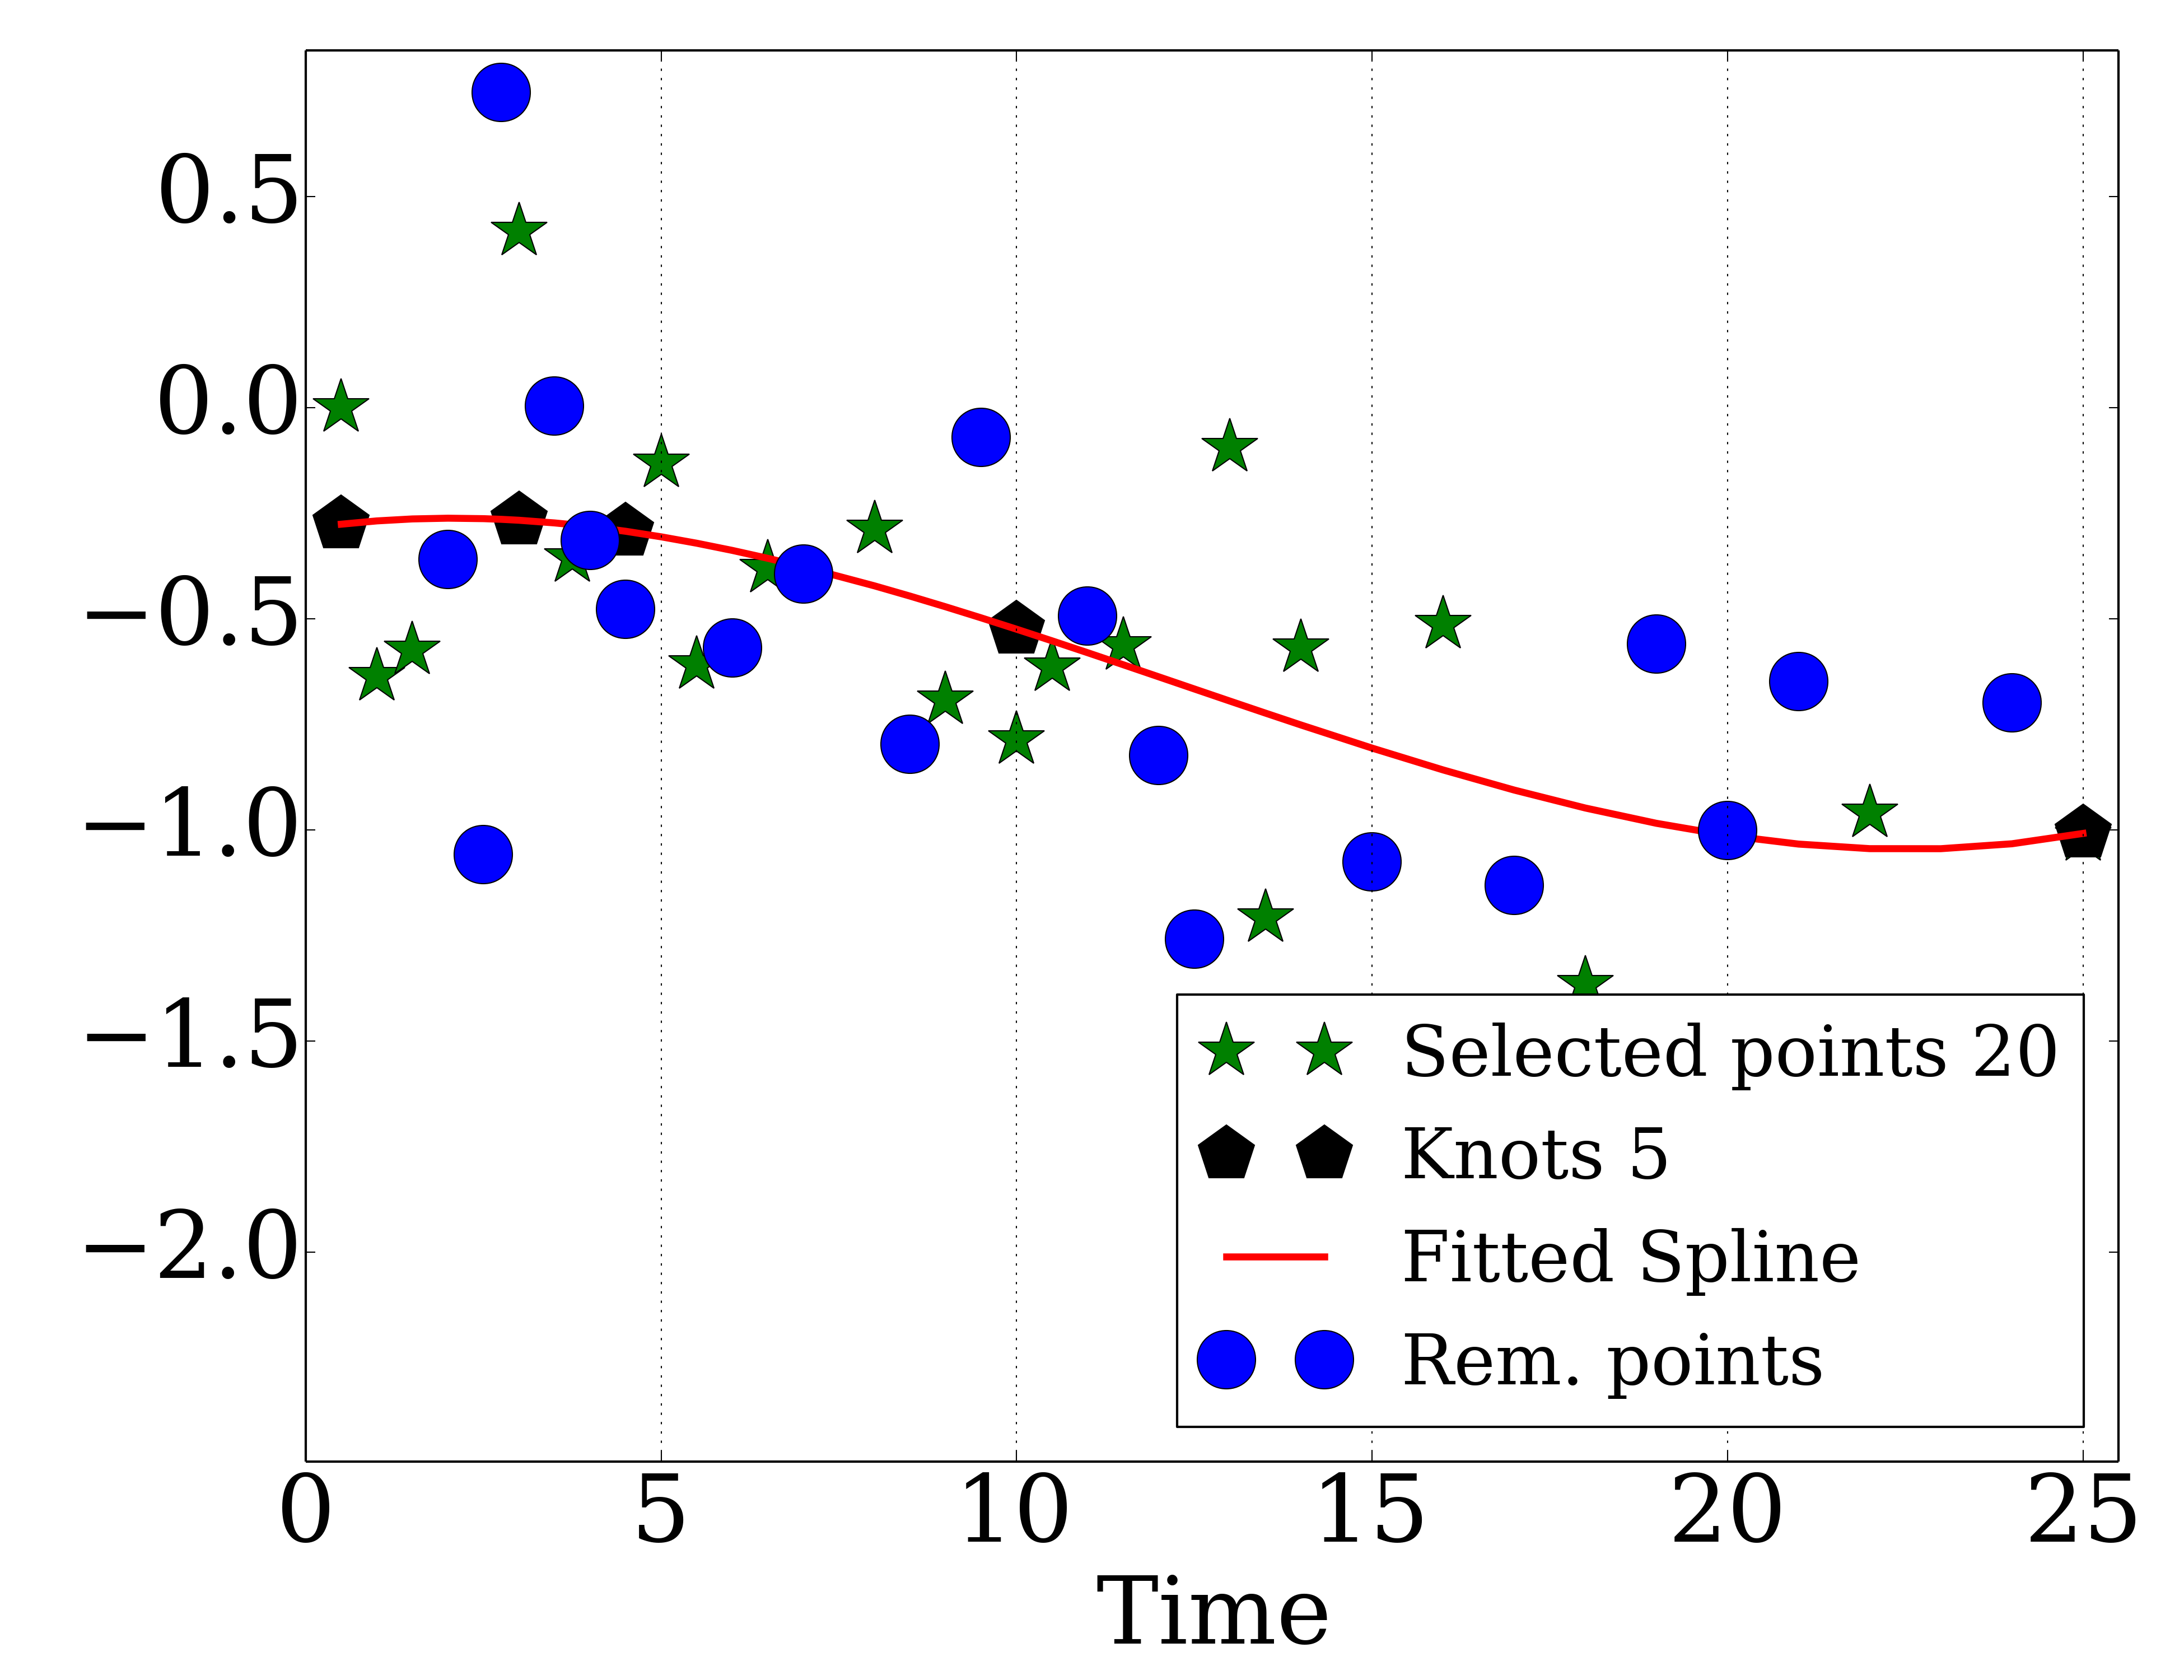 0.5
0.0
−0.5
−1.0
−1.5
−2.0
Selected points 20
Knots 5
Fitted Spline
Rem. points
0 5 10 15 20 25
Time